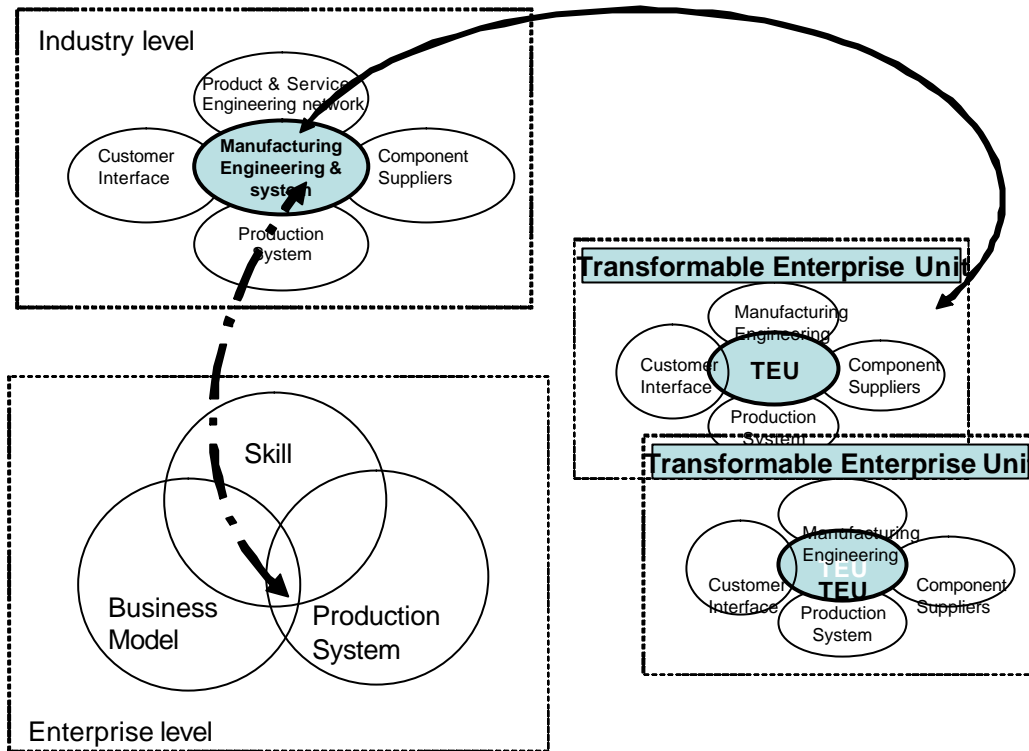 Industry level
Product & Service
Engineering network
Customer
Interface
Manufacturing
Engineering &
system
Component
Suppliers
Production
System
Transformable Enterprise Unit
Manufacturing
Engineering
Customer
Interface
TEU
Component
Suppliers
Production
System
Transformable Enterprise Unit
Manufacturing
Engineering
TEU
TEU
Customer
Interface
Component
Suppliers
Production
System
Skill
Business
Model
Production
System
Enterprise level